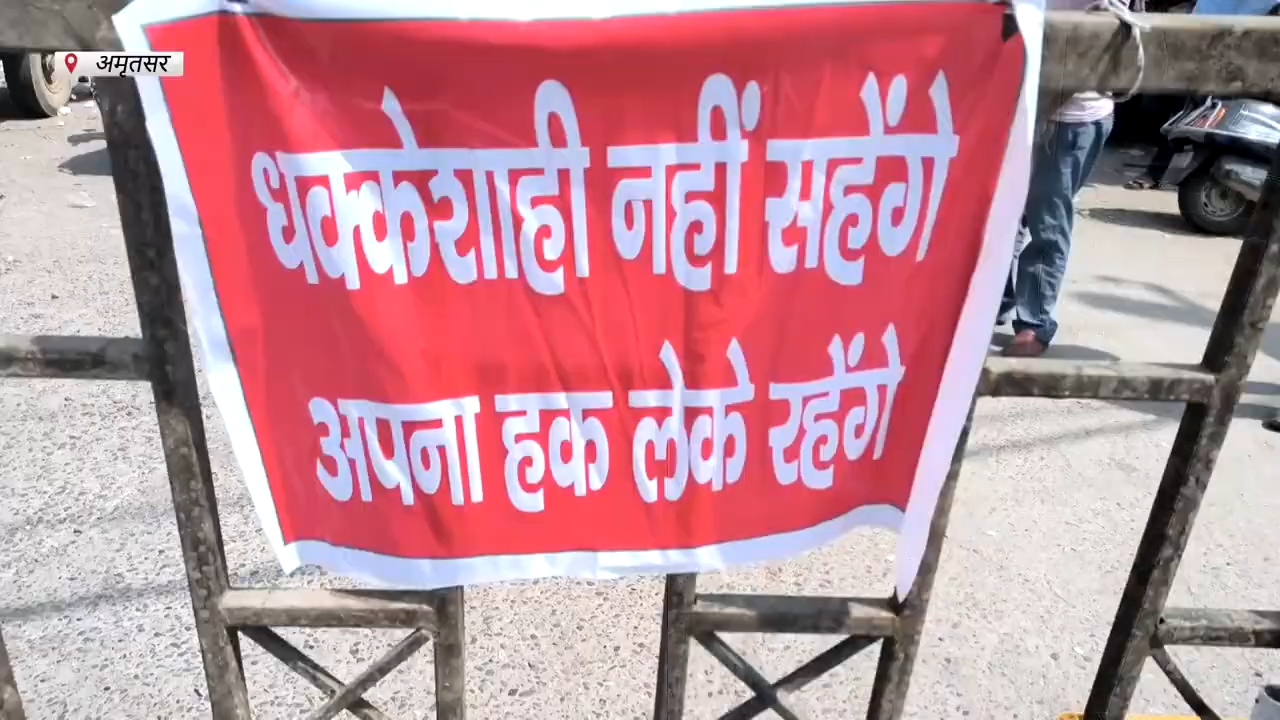 अमृतसर
धक्केशाही नहीं सहेंगे
अपना हक लेके रहेंगे